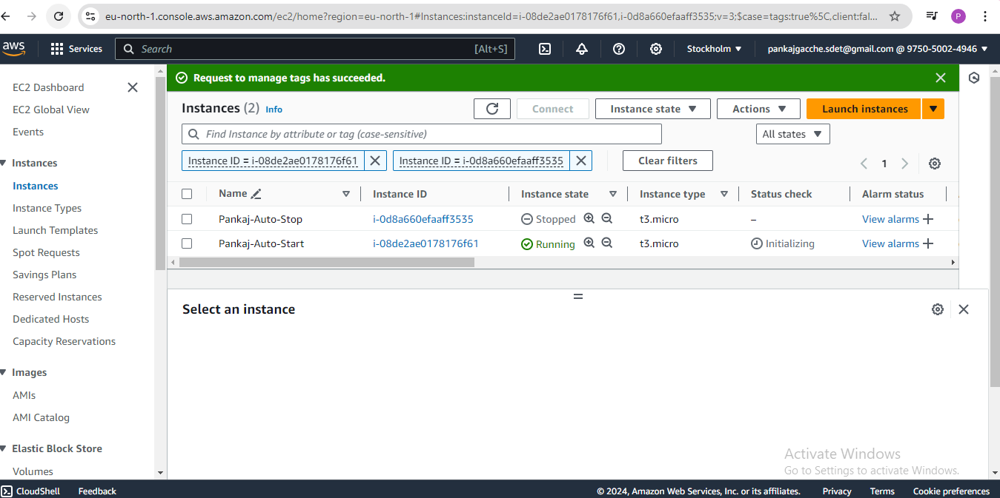 eu-north-1.console.aws.amazon.com/ec2/home?region=eu-north-1#Instances:instanceId=i-08de2ae0178176f61,i-0d8a660efaaff3535;v=3;$case=tags:true%5C,client:fal...
P
aws Services Search [Alt+S] Stockholm pankajgacche.sdet@gmail.com @ 9750-5002-4946
EC2 Dashboard
EC2 Global View
Events
Instances
Instances
Instance Types
Launch Templates
Spot Requests
Savings Plans
Reserved Instances
Dedicated Hosts
Capacity Reservations
Images
AMIs
AMI Catalog
Elastic Block Store
Volumes
Request to manage tags has succeeded.
Instances (2) Info Connect Instance state Actions Launch instances
Find Instance by attribute or tag (case-sensitive) All states
Instance ID = i-08de2ae0178176f61 Instance ID = i-0d8a660efaaff3535 Clear filters 1
Name Instance ID Instance state Instance type Status check Alarm status
Pankaj-Auto-Stop i-0d8a660efaaff3535 Stopped t3.micro – View alarms
Pankaj-Auto-Start i-08de2ae0178176f61 Running t3.micro Initializing View alarms
Select an instance
Activate Windows
Go to Settings to activate Windows.
CloudShell Feedback © 2024, Amazon Web Services, Inc. or its affiliates. Privacy Terms Cookie preferences